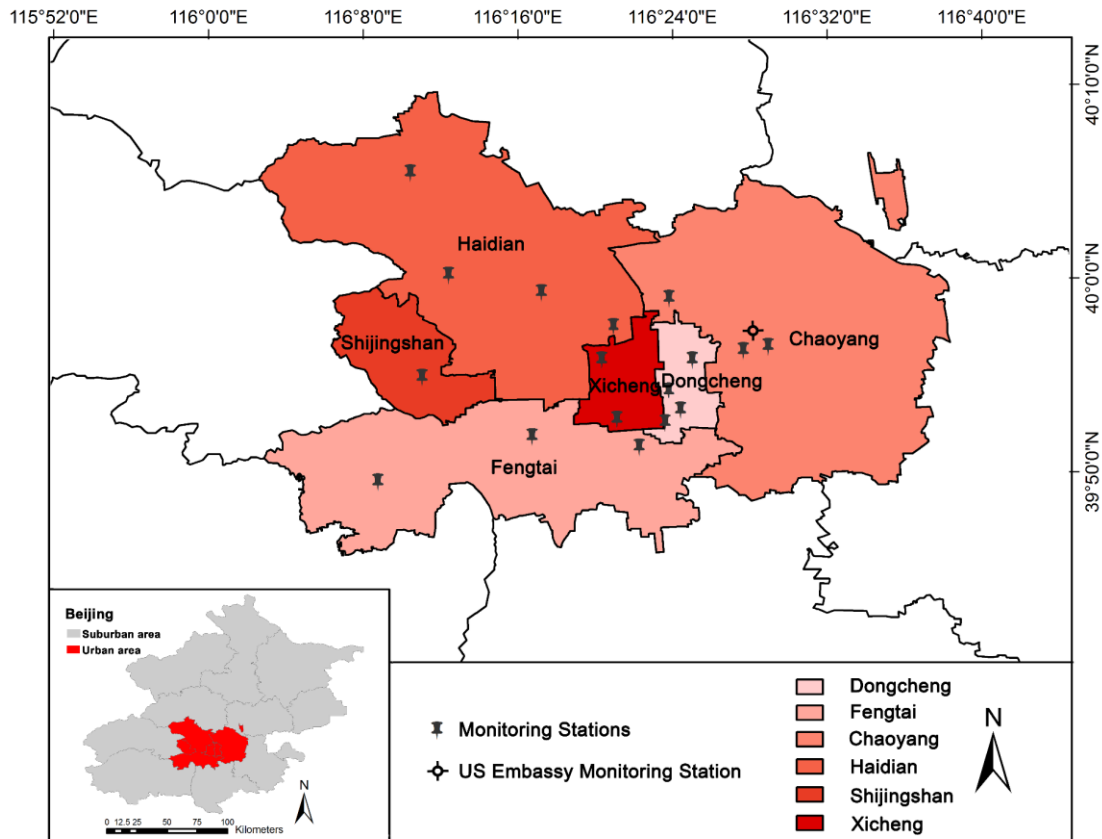 115°52'0"E 116°0'0"E 116°8'0"E 116°16'0"E 116°24'0"E 116°32'0"E 116°40'0"E
40°10'0"N
40°0'0"N
39°50'0"N
Haidian
Shijingshan
Chaoyang
Xicheng
Dongcheng
Fengtai
Beijing
Suburban area
Urban area
N
0 12.5 25 50 75 100
Kilometers
Monitoring Stations
US Embassy Monitoring Station
Dongcheng
Fengtai
Chaoyang
Haidian
Shijingshan
Xicheng
N